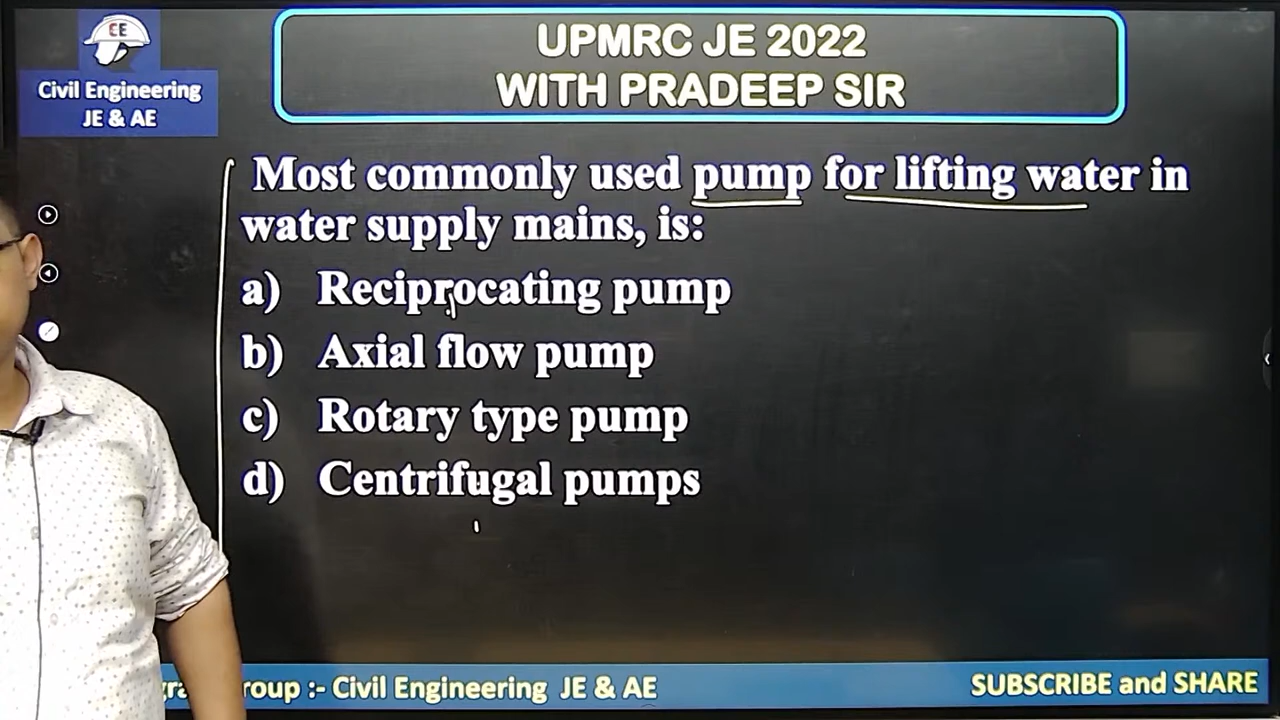 EE
Civil Engineering
JE & AE
UPMRC JE 2022
WITH PRADEEP SIR
Most commonly used pump for lifting water in
water supply mains, is:
a) Reciprocating pump
b) Axial flow pump
c) Rotary type pump
d) Centrifugal pumps
:- Civil Engineering JE & AE
SUBSCRIBE and SHARE